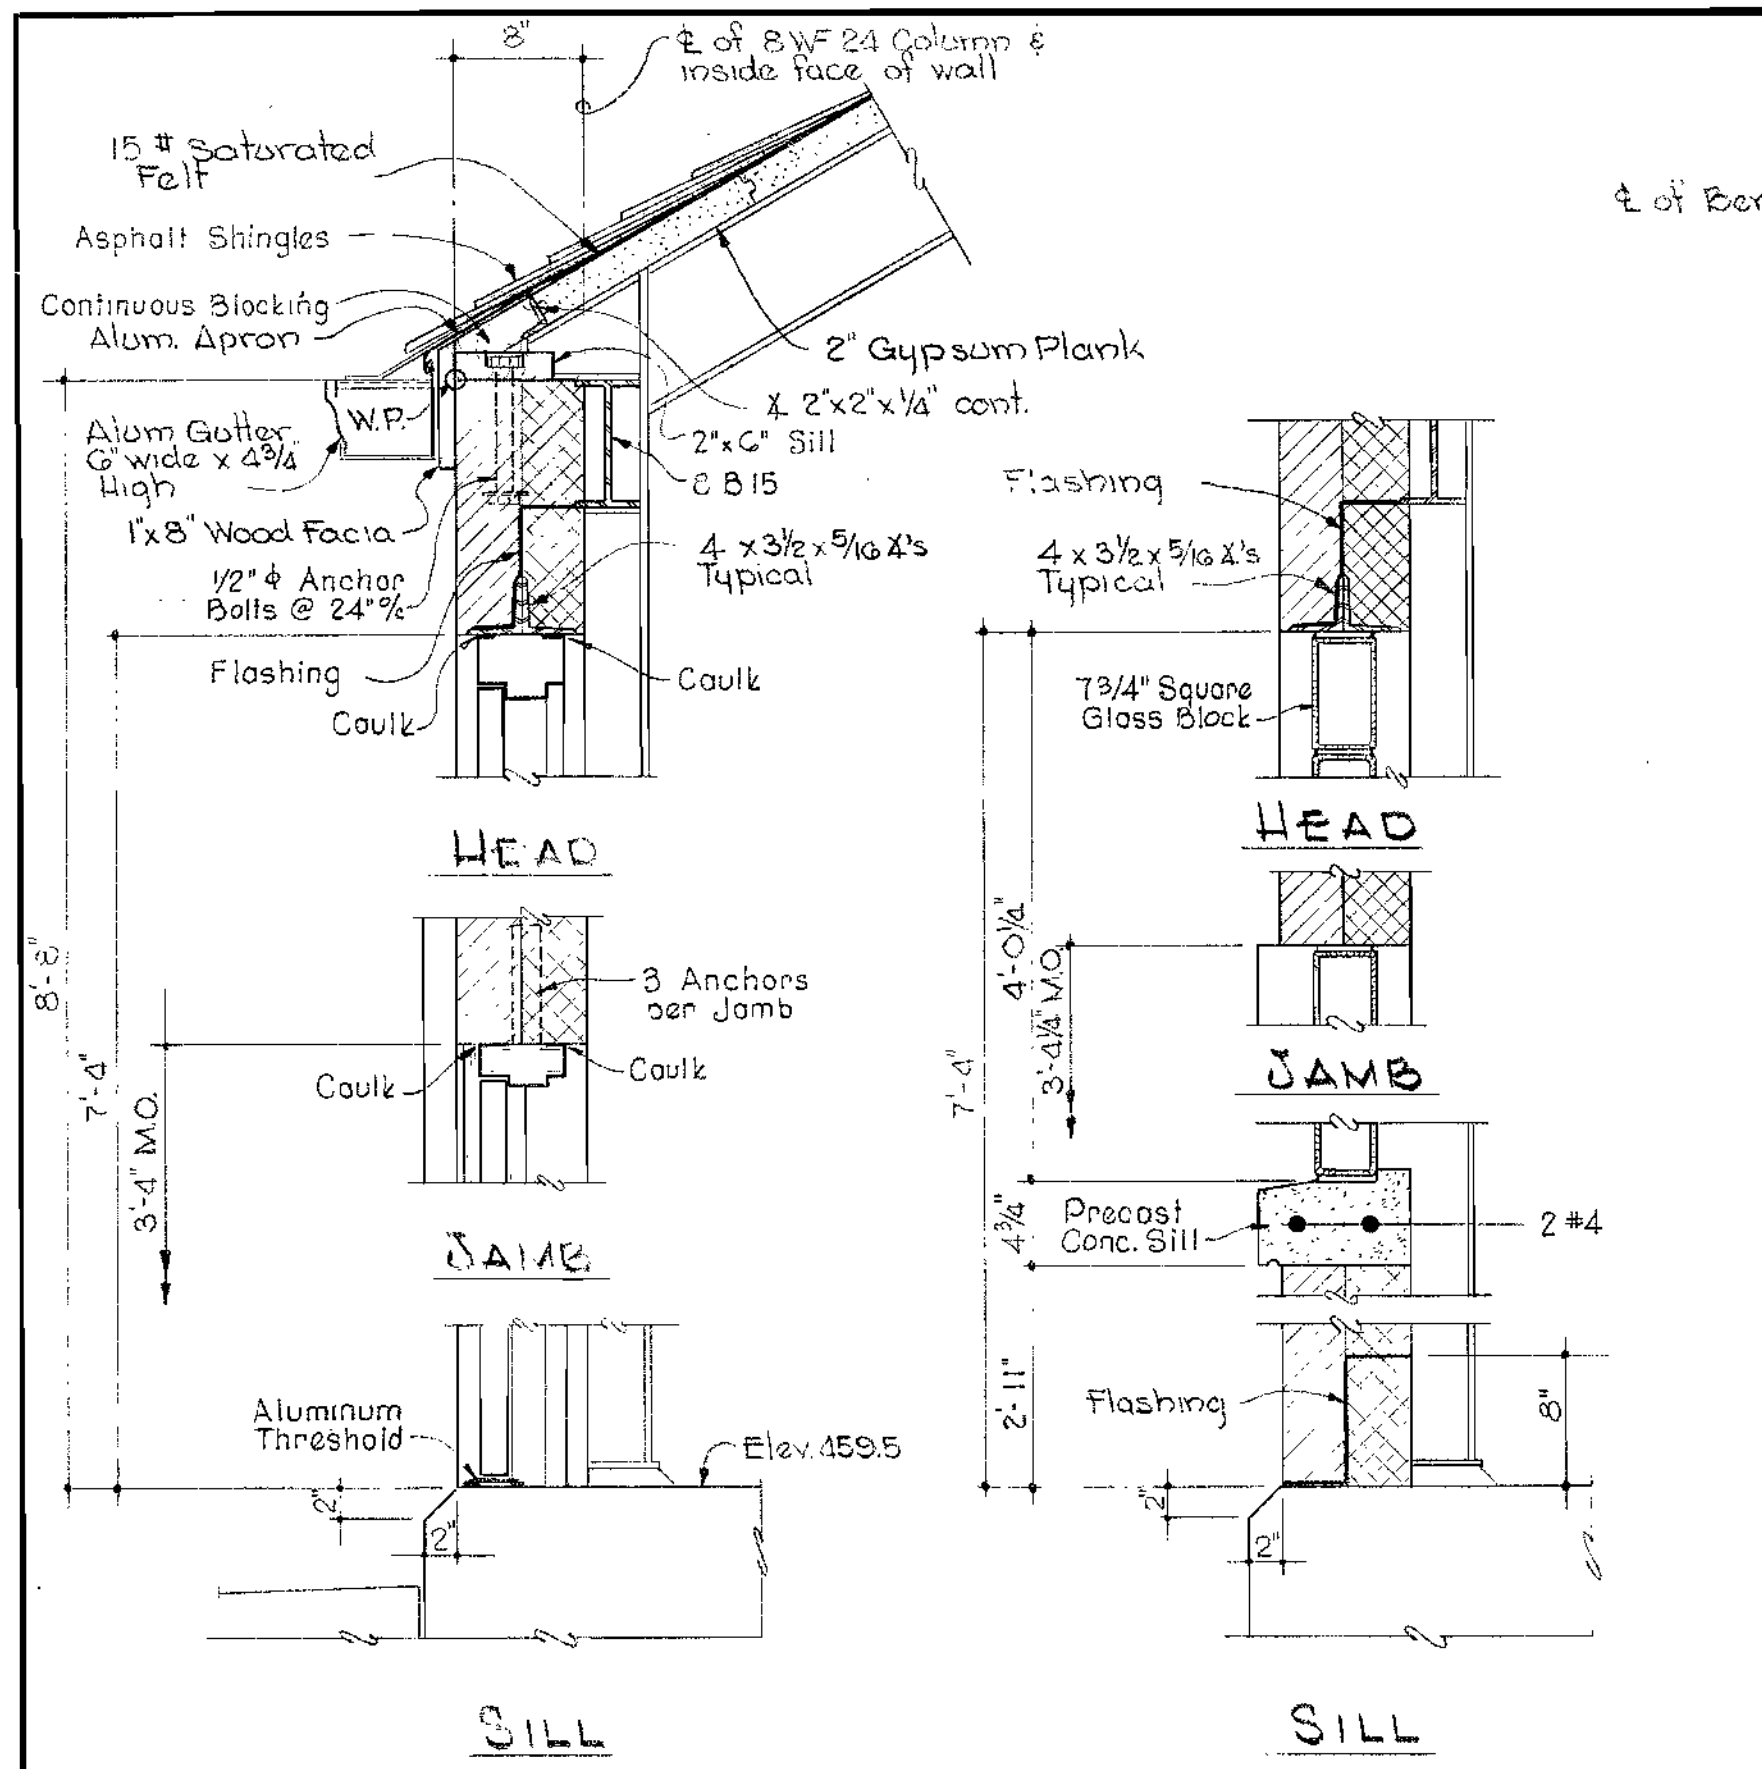 8"
℄ of 8 WF 24 Column &
inside face of wall
15 # Saturated
Felt
Asphalt Shingles
Continuous Blocking
Alum. Apron
2" Gypsum Plank
∡ 2"x2"x1/4" cont.
2"x6" Sill
8 B 15
W.P.
Alum Gutter
6" wide x 4 3/4"
High
1"x8" Wood Facia
1/2" ϕ Anchor
Bolts @ 24" o/c
4 x 3 1/2 x 5/16 ∡'s
Typical
Flashing
Caulk
Caulk
HEAD
8'-8"
7'-4"
3'-4" M.O.
3 Anchors
per Jamb
Caulk
Caulk
JAMB
Aluminum
Threshold
Elev. 459.5
2"
2"
SILL
℄ of Ben
Flashing
4 x 3 1/2 x 5/16 ∡'s
Typical
7 3/4" Square
Glass Block
HEAD
7'-4"
4'-0 1/4"
3'-4 1/4" M.O.
JAMB
4 3/4"
Precast
Conc. Sill
2 #4
2'-11"
Flashing
8"
2"
2"
SILL